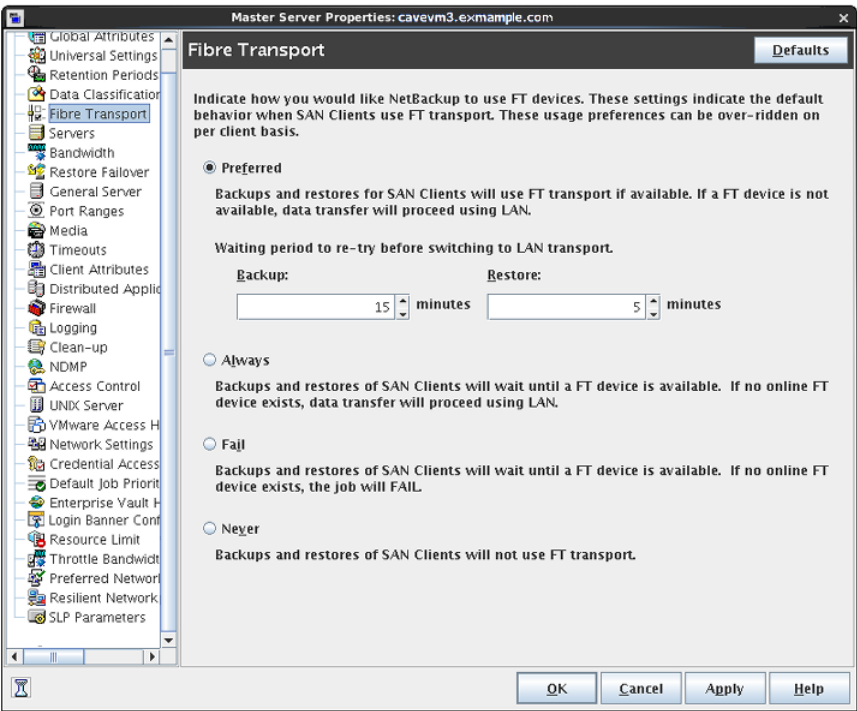 Master Server Properties: cavevm3.exmample.com
Global Attributes
Universal Settings
Retention Periods
Data Classification
Fibre Transport
Servers
Bandwidth
Restore Failover
General Server
Port Ranges
Media
Timeouts
Client Attributes
Distributed Applic
Firewall
Logging
Clean-up
NDMP
Access Control
UNIX Server
VMware Access H
Network Settings
Credential Access
Default Job Priorit
Enterprise Vault H
Login Banner Conf
Resource Limit
Throttle Bandwidt
Preferred Networl
Resilient Network
SLP Parameters
Fibre Transport
Defaults
Indicate how you would like NetBackup to use FT devices. These settings indicate the default
behavior when SAN Clients use FT transport. These usage preferences can be over-ridden on
per client basis.
Preferred
Backups and restores for SAN Clients will use FT transport if available. If a FT device is not
available, data transfer will proceed using LAN.
Waiting period to re-try before switching to LAN transport.
Backup: Restore:
15 minutes 5 minutes
Always
Backups and restores of SAN Clients will wait until a FT device is available. If no online FT
device exists, data transfer will proceed using LAN.
Fail
Backups and restores of SAN Clients will wait until a FT device is available. If no online FT
device exists, the job will FAIL.
Never
Backups and restores of SAN Clients will not use FT transport.
OK Cancel Apply Help